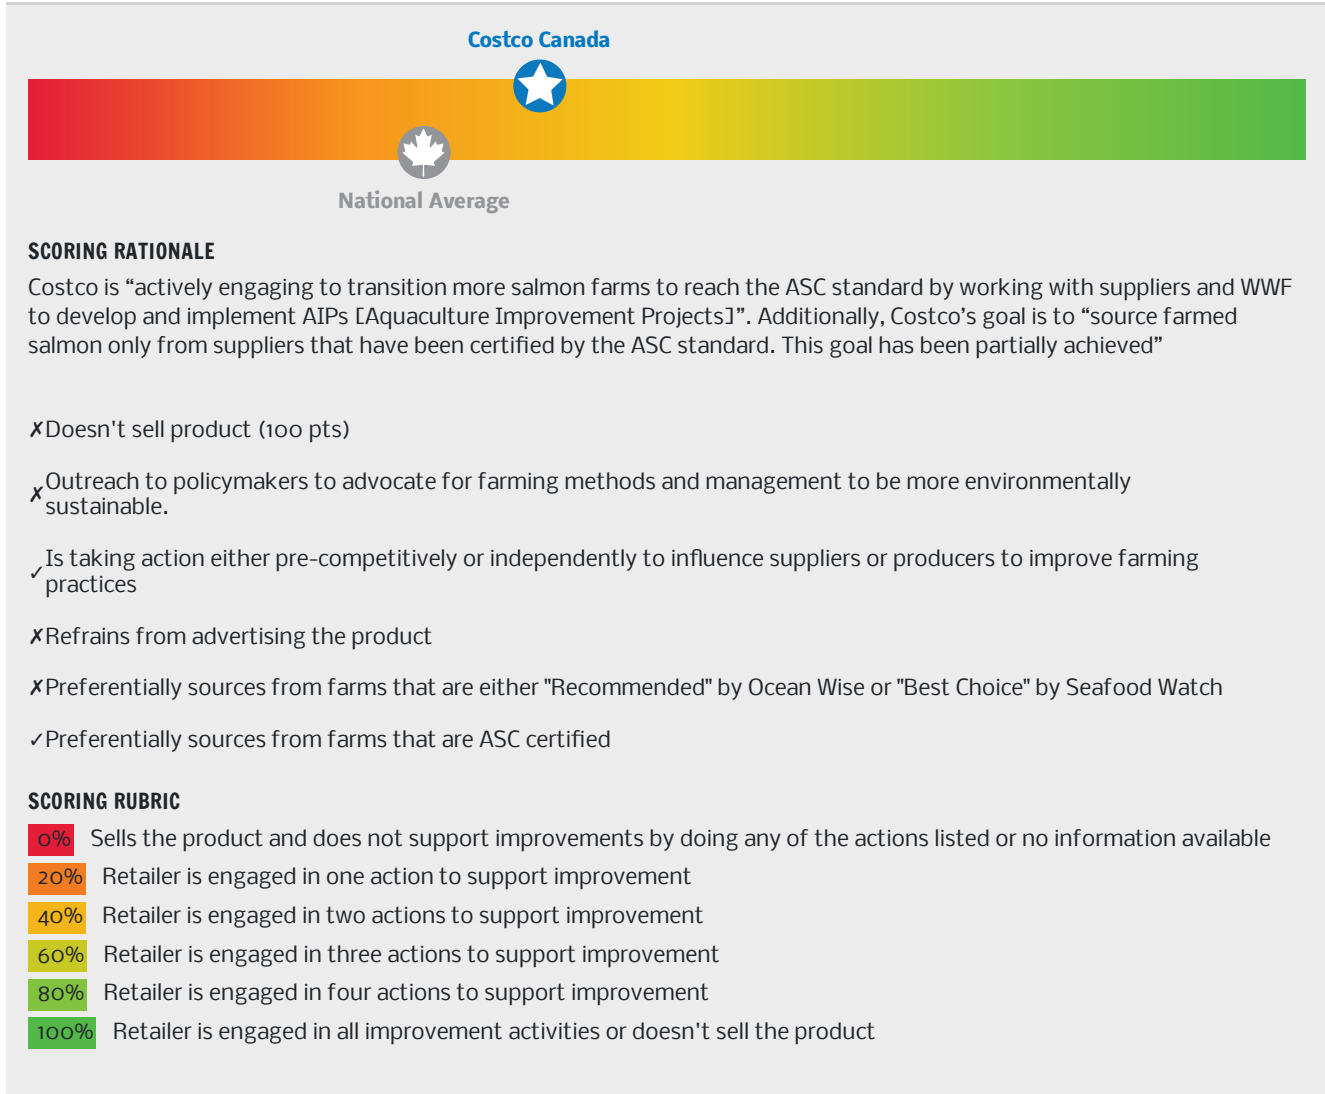 Costco Canada
National Average
SCORING RATIONALE
Costco is “actively engaging to transition more salmon farms to reach the ASC standard by working with suppliers and WWF
to develop and implement AIPs [Aquaculture Improvement Projects]”. Additionally, Costco’s goal is to “source farmed
salmon only from suppliers that have been certified by the ASC standard. This goal has been partially achieved”
✗Doesn't sell product (100 pts)
✗Outreach to policymakers to advocate for farming methods and management to be more environmentally
sustainable.
✓Is taking action either pre-competitively or independently to influence suppliers or producers to improve farming
practices
✗Refrains from advertising the product
✗Preferentially sources from farms that are either "Recommended" by Ocean Wise or "Best Choice" by Seafood Watch
✓Preferentially sources from farms that are ASC certified
SCORING RUBRIC
0% Sells the product and does not support improvements by doing any of the actions listed or no information available
20% Retailer is engaged in one action to support improvement
40% Retailer is engaged in two actions to support improvement
60% Retailer is engaged in three actions to support improvement
80% Retailer is engaged in four actions to support improvement
100% Retailer is engaged in all improvement activities or doesn't sell the product